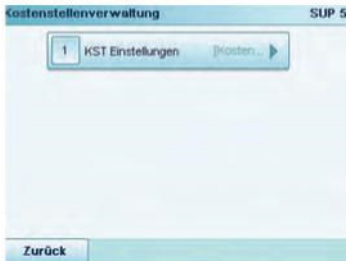 Kostenstellenverwaltung SUP 5
1 KST Einstellungen [Kosten... 
Zurück